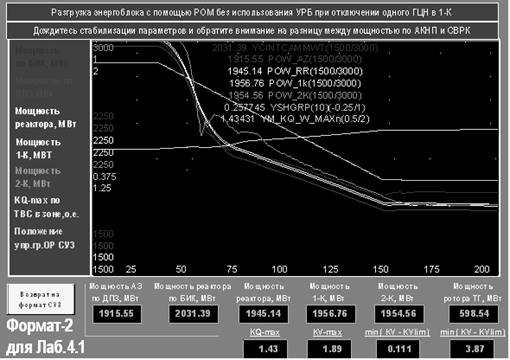 Разгрузка энергоблока с помощью РОМ без использования УРБ при отключении одного ГЦН в 1-К
Дождитесь стабилизации параметров и обратите внимание на разницу между мощностью по АКНП и СВРК
Мощность
по БИК, МВт
Мощность
реактора, МВт
Мощность
1-К, МВТ
Мощность
2-К, МВт
KQ-max по
ТВС в зоне,о.е.
Положение
упр.гр.ОР СУЗ
3000
1
2
2250
2250
2250
2250
0.375
1.25
1500
1500
1500
1500
2031.39 YCINTCAMMWT(1500/3000)
1915.55 POW_AZ(1500/3000)
1945.14 POW_RR(1500/3000)
1956.76 POW_1k(1500/3000)
1954.56 POW_2K(1500/3000)
0.257745 YSHGRP(10)(-0.25/1)
1.43431 YM_KQ_W_MAXn(0.5/2)
25 50 75 100 125 150 175 200
Возврат на
формат СУЗ
Формат-2
для Лаб.4.1
Мощность АЗ
по ДПЗ, МВт
1915.55
Мощность реактора
по БИК, МВт
2031.39
Мощность
реактора, МВт
1945.14
Мощность
1-К, МВт
1956.76
Мощность
2-К, МВт
1954.56
Мощность
ротора ТГ, МВт
598.54
KQ-max
1.43
KV-max
1.89
min( KV - KVlim)
0.111
min( KV - KVlim)
3.87